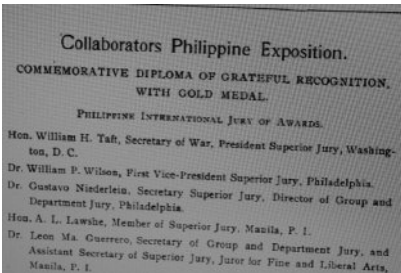 Collaborators Philippine Exposition.
COMMEMORATIVE DIPLOMA OF GRATEFUL RECOGNITION,
WITH GOLD MEDAL.
PHILIPPINE INTERNATIONAL JURY OF AWARDS.
Hon. William H. Taft, Secretary of War, President Superior Jury, Washing-
ton, D. C.
Dr. William P. Wilson, First Vice-President Superior Jury, Philadelphia.
Dr. Gustavo Niederlein, Secretary Superior Jury, Director of Group and
Department Jury, Philadelphia.
Hon. A. L. Lawshe, Member of Superior Jury, Manila, P. I.
Dr. Leon Ma. Guerrero, Secretary of Group and Department Jury, and
Assistant Secretary of Superior Jury, Juror for Fine and Liberal Arts,
Manila, P. I.